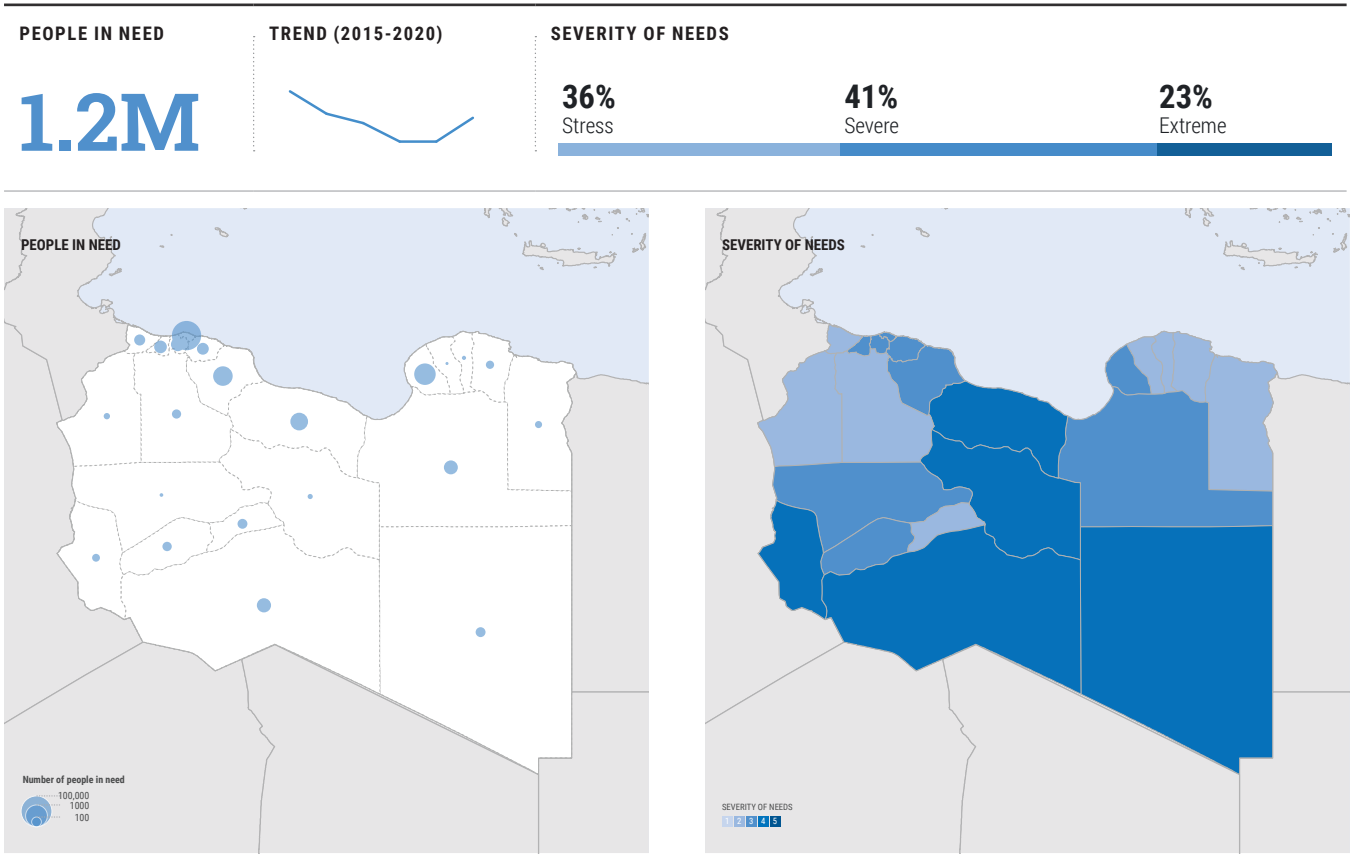 PEOPLE IN NEED
1.2M
TREND (2015-2020)
SEVERITY OF NEEDS
36%
Stress
41%
Severe
23%
Extreme
PEOPLE IN NEED
Number of people in need
100,000
1000
100
SEVERITY OF NEEDS
SEVERITY OF NEEDS
1 2 3 4 5